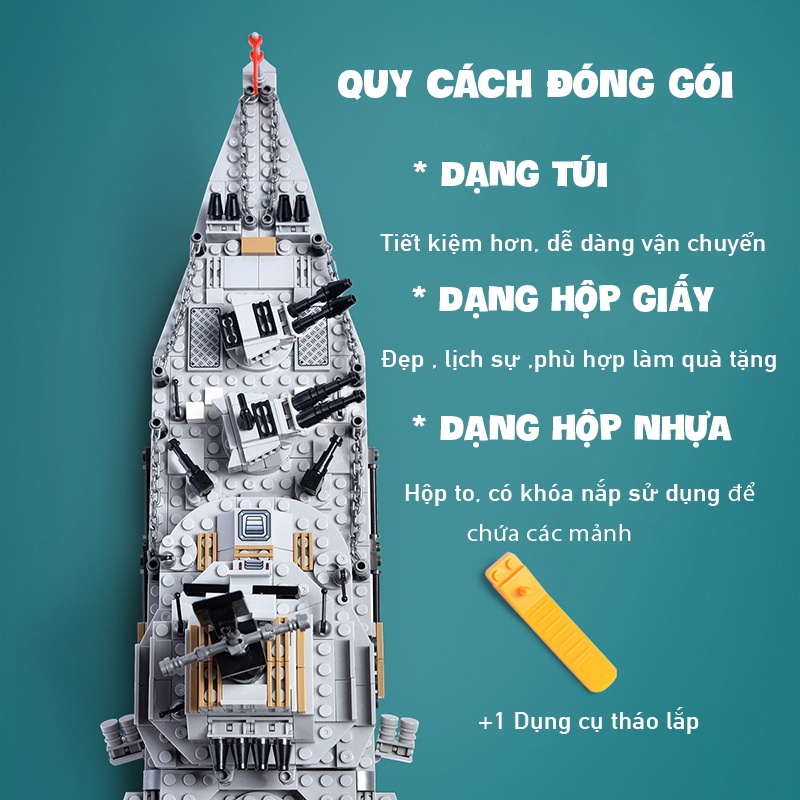 QUY CÁCH ĐÓNG GÓI
* DẠNG TÚI
Tiết kiệm hơn, dễ dàng vận chuyển
* DẠNG HỘP GIẤY
Đẹp , lịch sự ,phù hợp làm quà tặng
* DẠNG HỘP NHỰA
Hộp to, có khóa nắp sử dụng để
chứa các mảnh
+1 Dụng cụ tháo lắp